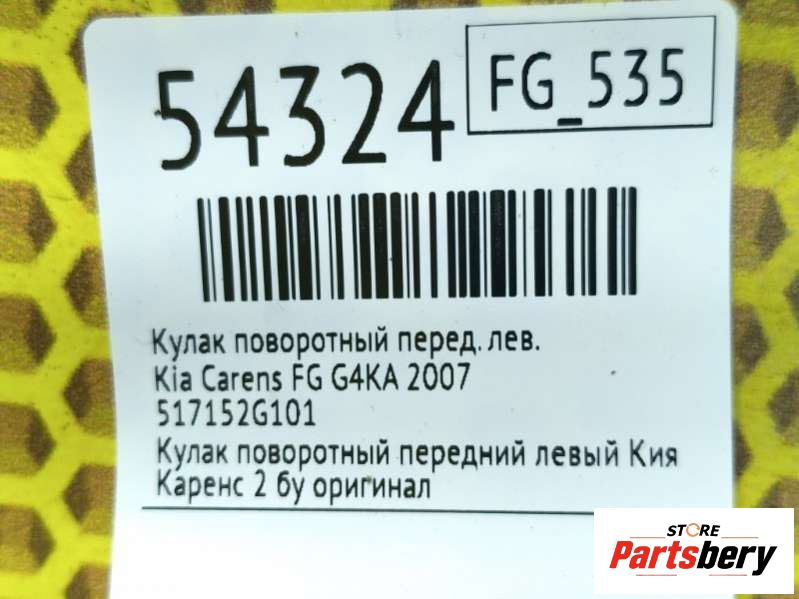 54324
FG_535
Кулак поворотный перед. лев.
Kia Carens FG G4KA 2007
517152G101
Кулак поворотный передний левый Кия
Каренс 2 бу оригинал
STORE
Partsbery